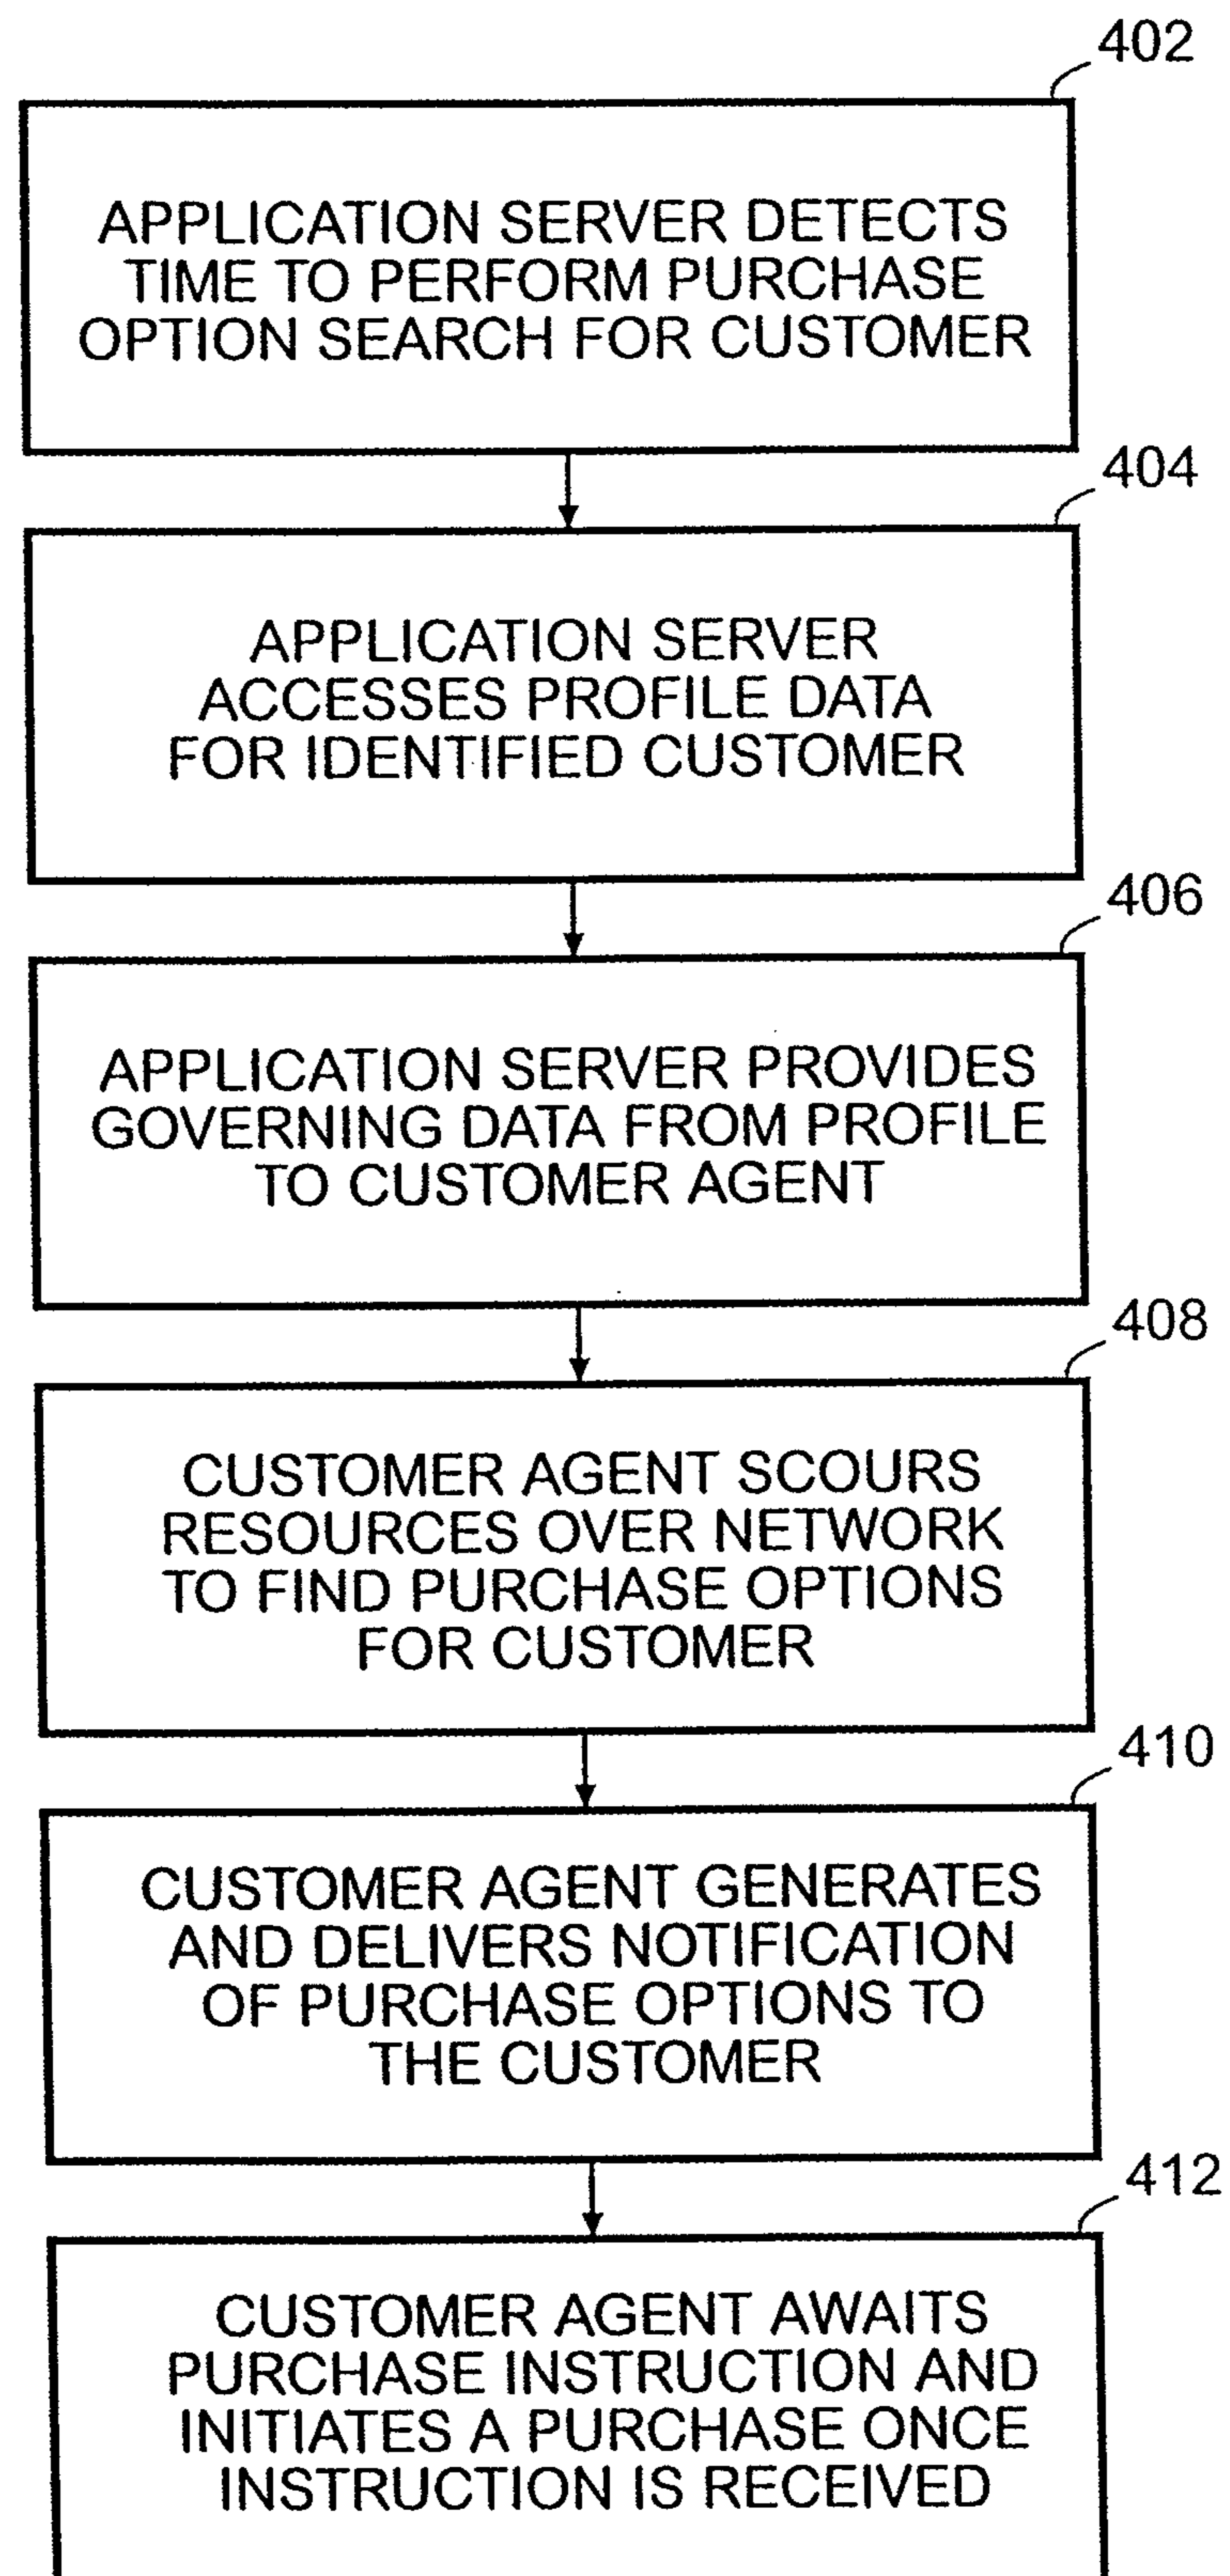 402
APPLICATION SERVER DETECTS
TIME TO PERFORM PURCHASE
OPTION SEARCH FOR CUSTOMER
404
APPLICATION SERVER
ACCESSES PROFILE DATA
FOR IDENTIFIED CUSTOMER
406
APPLICATION SERVER PROVIDES
GOVERNING DATA FROM PROFILE
TO CUSTOMER AGENT
408
CUSTOMER AGENT SCOURS
RESOURCES OVER NETWORK
TO FIND PURCHASE OPTIONS
FOR CUSTOMER
410
CUSTOMER AGENT GENERATES
AND DELIVERS NOTIFICATION
OF PURCHASE OPTIONS TO
THE CUSTOMER
412
CUSTOMER AGENT AWAITS
PURCHASE INSTRUCTION AND
INITIATES A PURCHASE ONCE
INSTRUCTION IS RECEIVED